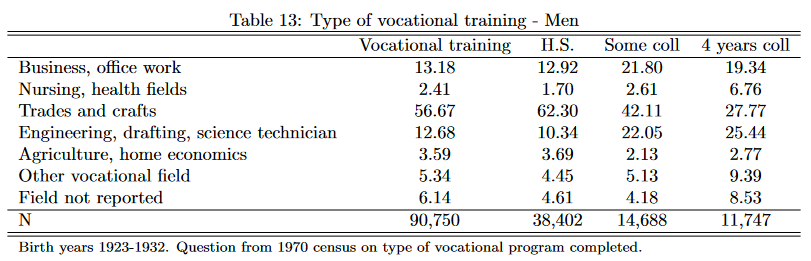 Table 13: Type of vocational training - Men
Vocational training H.S. Some coll 4 years coll
Business, office work 13.18 12.92 21.80 19.34
Nursing, health fields 2.41 1.70 2.61 6.76
Trades and crafts 56.67 62.30 42.11 27.77
Engineering, drafting, science technician 12.68 10.34 22.05 25.44
Agriculture, home economics 3.59 3.69 2.13 2.77
Other vocational field 5.34 4.45 5.13 9.39
Field not reported 6.14 4.61 4.18 8.53
N 90,750 38,402 14,688 11,747
Birth years 1923-1932. Question from 1970 census on type of vocational program completed.